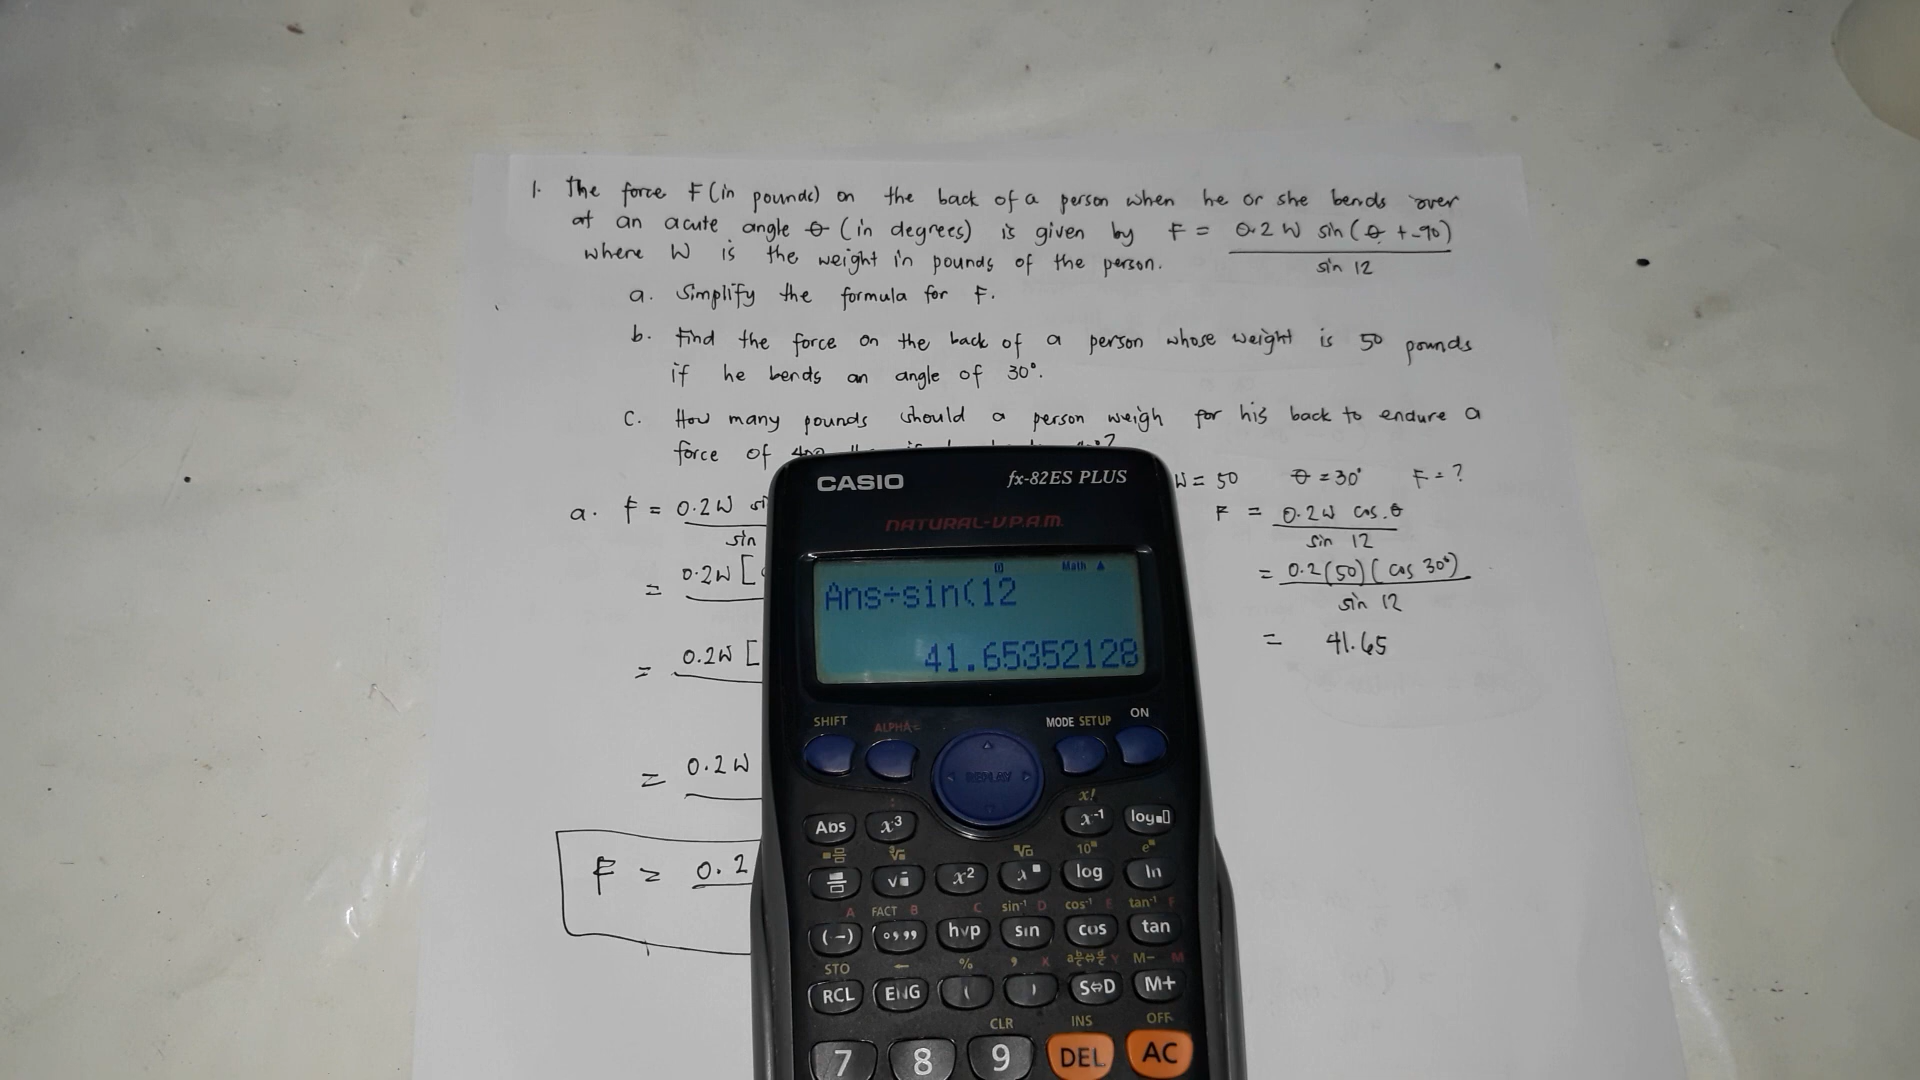 1. The force F (in pounds) on the back of a person when he or she bends over
at an acute angle θ (in degrees) is given by F = 0.2 W sin (θ + 90)
sin 12
where W is the weight in pounds of the person.
a. Simplify the formula for F.
b. Find the force on the back of a person whose weight is 50 pounds
if he bends an angle of 30°.
c. How many pounds should a person weigh for his back to endure a
force of 400
a. F = 0.2 W
sin
= 0.2W [
= 0.2W [
= 0.2 W
F = 0.2
W = 50 θ = 30° F = ?
F = 0.2W cos θ
sin 12
= 0.2 (50) (cos 30°)
sin 12
= 41.65
CASIO fx-82ES PLUS
NATURAL-V.P.A.M.
D Math ▲
Ans÷sin(12
41.65352128
SHIFT ALPHA MODE SETUP ON
REPLAY
x!
Abs x³ x⁻¹ log
10 e
√ x² log ln
A FACT B C sin⁻¹ D cos⁻¹ E tan⁻¹ F
(−) hyp sin cos tan
STO ← % , X Y M− M
RCL ENG ( ) S⇔D M+
CLR INS OFF
7 8 9 DEL AC